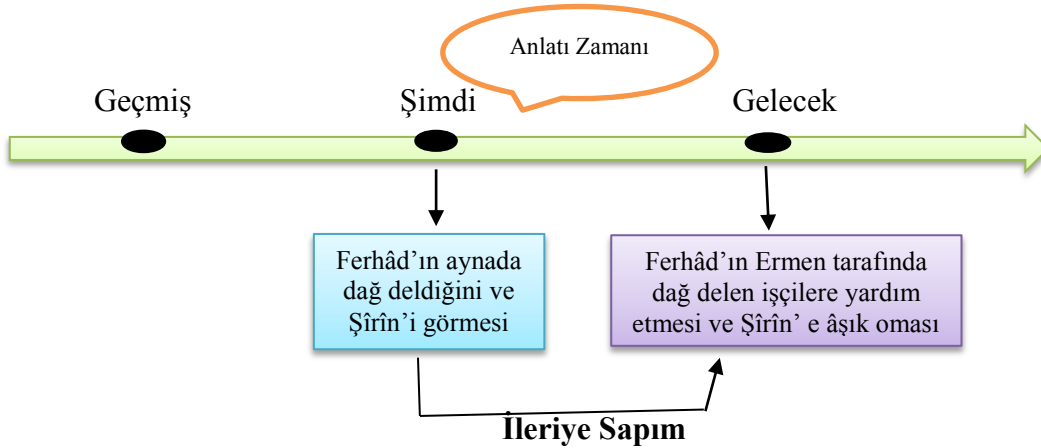 Anlatı Zamanı
Geçmiş
Şimdi
Gelecek
Ferhâd’ın aynada
dağ deldiğini ve
Şîrîn’i görmesi
Ferhâd’ın Ermen tarafında
dağ delen işçilere yardım
etmesi ve Şîrîn’ e âşık oması
İleriye Sapım